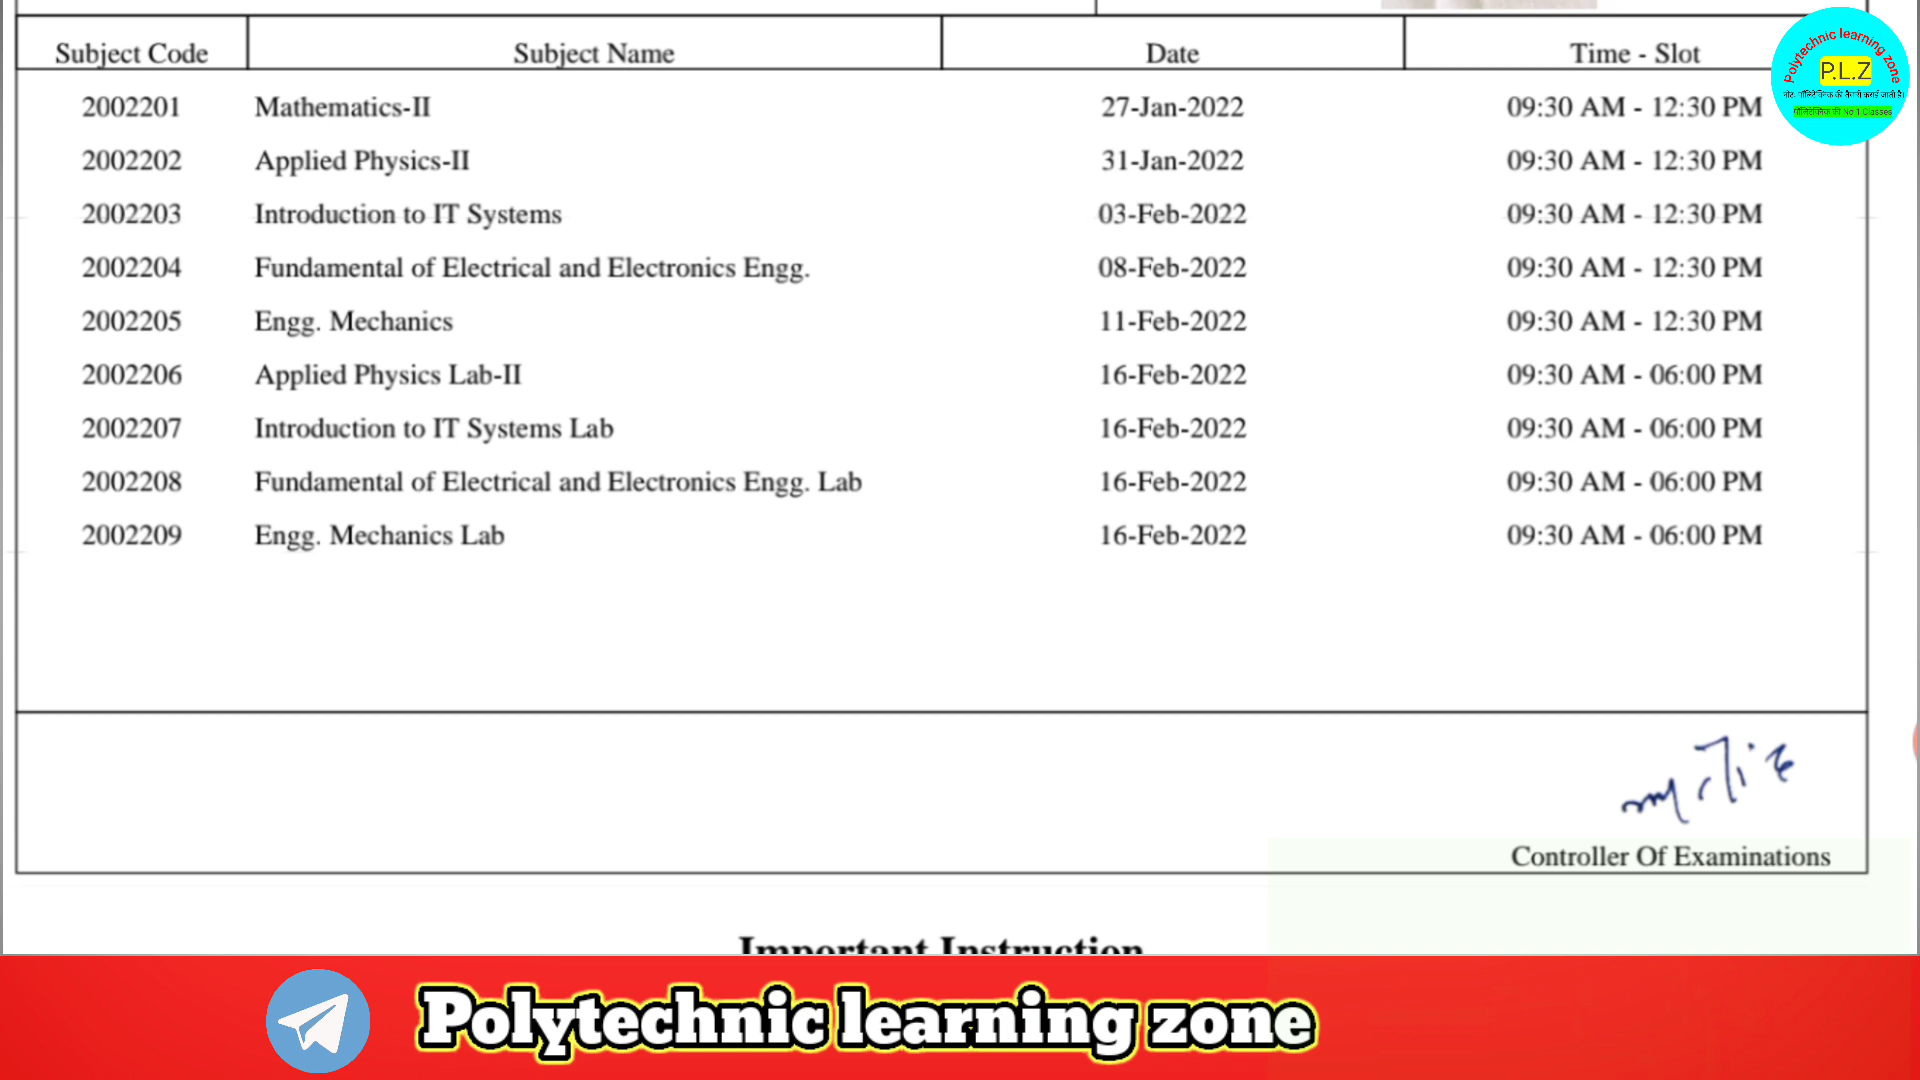 Subject Code Subject Name Date Time - Slot
2002201 Mathematics-II 27-Jan-2022 09:30 AM - 12:30 PM
2002202 Applied Physics-II 31-Jan-2022 09:30 AM - 12:30 PM
2002203 Introduction to IT Systems 03-Feb-2022 09:30 AM - 12:30 PM
2002204 Fundamental of Electrical and Electronics Engg. 08-Feb-2022 09:30 AM - 12:30 PM
2002205 Engg. Mechanics 11-Feb-2022 09:30 AM - 12:30 PM
2002206 Applied Physics Lab-II 16-Feb-2022 09:30 AM - 06:00 PM
2002207 Introduction to IT Systems Lab 16-Feb-2022 09:30 AM - 06:00 PM
2002208 Fundamental of Electrical and Electronics Engg. Lab 16-Feb-2022 09:30 AM - 06:00 PM
2002209 Engg. Mechanics Lab 16-Feb-2022 09:30 AM - 06:00 PM
Polytechnic learning zone
P.L.Z
नोट- पॉलिटेक्निक की तैयारी कराई जाती है।
पॉलिटेक्निक की No 1 Classes
Controller Of Examinations
Important Instruction
Polytechnic learning zone